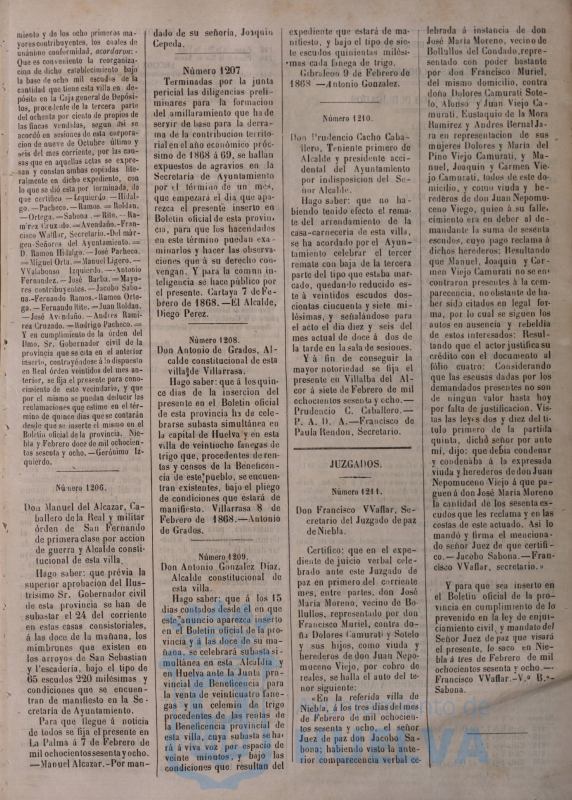 miento y de los ocho primeros ma-
yores contribuyentes, los cuales de
unánime conformidad, acordaron:
Que es conveniente la reorganiza-
cion de dicho establecimiento bajo
la base de ocho mil escudos de la
cantidad que tiene esta villa en de-
pósito en la Caja general de Depósi-
tos, procedente de la tercera parte
del ochenta por ciento de propios de
las fincas vendidas, segun asi se
acordó en sesiones de esta corpora-
cion de nueve de Octubre último y
seis del mes corriente, por las cau-
sas que en aquellas actas se expre-
san y constan ambas copiadas lite-
ralmente en dicho expediente, con
lo que se dió esta por terminada, de
que certifico.—Izquierdo.—Hidal-
go.—Pacheco.—Ramos.—Roldan.
—Ortega.—Sabona.—Rito.—Ra-
mirez Cruzado.—Avendaño.—Fran-
cisco VVaflar, Secretario.—Del már-
gen—Señores del Ayuntamiento.=
D. Ramon Hidalgo.—José Pacheco.
—Miguel Orta.—Manuel Ligero.—
VValabonso Izquierdo.—Antonio
Fernandez.—José Barba.—Mayo-
res contribuyentes.—Jacobo Sabo-
na.—Fernando Ramos.—Ramon Orte-
ga.—Fernando Rito.—Juan Roldan.
—José Avendaño.—Andres Rami-
rez Cruzado.—Rodrigo Pacheco.—
Y en cumplimiento de la órden del
Ilmo. Sr. Gobernador civil de la
provincia que se cita en el anterior
inserto, contrayéndose á lo dispuesto
en Real órden veintidos del mes ante-
rior, se fija el presente para cono-
cimiento de este vecindario, y que
por el mismo se puedan deducir las
reclamaciones que estime en el tér-
mino de quince dias que se contarán
desde que se inserte el mismo en el
Boletin oficial de la provincia. Nie-
bla y Febrero doce de mil ochocien-
tos sesenta y ocho.—Gerónimo Iz-
quierdo.
Número 1206.
Don Manuel del Alcazar, Ca-
ballero de la Real y militar
órden de San Fernando
de primera clase por accion
de guerra y Alcalde consti-
tucional de esta villa.
Hago saber: que prévia la
superior aprobacion del Ilus-
trisimo Sr. Gobernador civil
de esta provincia se han de
subastar el 24 del corriente
en estas casas consistoriales,
á las doce de la mañana, los
mimbrones que existen en
los arroyos de San Sebastian
y Pescaderia, bajo el tipo de
65 escudos 220 milésimas y
condiciones que se encuen-
tran de manifiesto en la Se-
cretaria de Ayuntamiento.
Para que llegue á noticia
de todos se fija el presente en
La Palma á 7 de Febrero de
mil ochocientos sesenta y ocho.
—Manuel Alcazar.—Por man-
dado de su señoria, Joaquin
Cepeda.
Número 1207.
Terminadas por la junta
pericial las diligencias preli-
minares para la formacion
del amillaramiento que ha de
servir de base para la derra-
ma de la contribucion territo-
rial en el año económico próc-
simo de 1868 á 69, se hallan
expuestos de agravios en la
Secretaria de Ayuntamiento
por el término de un mes,
que empezará el dia que apa-
rezca el presente inserto en
Boletin oficial de esta provin-
cia, para que los hacendados
en este término puedan exa-
minarlos y hacer las observa-
ciones que á su derecho con-
vengan. Y para la comun in-
teligencia se hace público por
el presente. Cartaya 7 de Fe-
brero de 1868.—El Alcalde,
Diego Perez.
Número 1208.
Don Antonio de Grados, Al-
calde constitucional de esta
villa de Villarrasa.
Hago saber: que á los quin-
ce dias de la insercion del
presente en el Boletin oficial
de esta provincia ha de cele-
brarse subasta simultánea en
la capital de Huelva y en esta
villa de veintiocho fanegas de
trigo que, procedentes de ren-
tas y censos de la Beneficen-
cia de este pueblo, se encuen-
tran existentes, bajo el pliego
de condiciones que estará de
manifiesto. Villarrasa 8 de
Febrero de 1868.—Antonio
de Grados.
Número 1209.
Don Antonio Gonzalez Diaz,
Alcalde constitucional de
esta villa.
Hago saber: que á los 15
dias contados desde el en que
este anuncio aparezca inserto
en el Boletin oficial de la pro-
vincia y á las doce de su ma-
ñana, se celebrará subasta si-
multánea en esta Alcaldia y
en Huelva ante la Junta pro-
vincial de Beneficencia para
la venta de veinticuatro fane-
gas y un celemin de trigo
procedentes de las rentas de
la Beneficencia provincial de
esta villa, cuya subasta se ha-
rá á viva voz por espacio de
veinte minutos, y bajo las
condiciones que resultan del
expediente que estará de ma-
nifiesto, y bajo el tipo de sie-
te escudos quinientas milési-
mas cada fanega de trigo.
Gibraleon 9 de Febrero de
1868—Antonio Gonzalez.
Número 1210.
Don Prudencio Cacho Caba-
llero, Teniente primero de
Alcalde y presidente acci-
dental del Ayuntamiento
por indisposicion del Se-
ñor Alcalde.
Hago saber: que no ha-
biendo tenido efecto el rema-
te del arrendamiento de la
casa-carneceria de esta villa,
se ha acordado por el Ayun-
tamiento celebrar el tercer
remate con baja de la tercera
parte del tipo que estaba mar-
cado, quedando reducido es-
te á veintidos escudos dos-
cientas cincuenta y siete mi-
lésimas, y señalándose para
el acto el dia diez y seis del
mes actual de doce á dos de
la tarde en la sala de sesiones.
Y á fin de conseguir la
mayor notoriedad se fija el
presente en Villalba del Al-
cor á siete de Febrero de mil
ochocientos sesenta y ocho.—
Prudencio C. Caballero.—
P. A. D. A.—Francisco de
Paula Rendon, Secretario.
JUZGADOS.
Número 1211.
Don Francisco VVaflar, Se-
cretario del Juzgado de paz
de Niebla.
Certifico: que en el expe-
diente de juicio verbal cele-
brado ante este Juzgado de
paz en primero del corriente
mes, entre partes, don José
Maria Moreno, vecino de Bo-
llullos, representado por don
Francisco Muriel, contra do-
ña Dolores Camurati y Sotelo
y sus hijos, como viuda y
herederos de don Juan Nepo-
muceno Viejo, por cobro de
reales, se halla el auto del te-
nor siguiente:
«En la referida villa de
Niebla, á los tres dias del mes
de Febrero de mil ochocien-
tos sesenta y ocho, el señor
Juez de paz don Jacobo Sa-
bona; habiendo visto la ante-
rior comparecencia verbal ce-
lebrada á instancia de don
José Maria Moreno, vecino de
Bollullos del Condado, repre-
sentado con poder bastante
por don Francisco Muriel,
del mismo domicilio, contra
doña Dolores Camurati Sote-
lo, Alonso y Juan Viejo Ca-
murati, Eustaquio de la Mora
Ramirez y Andres Bernal Ja-
ra en representacion de sus
mujeres Dolores y Maria del
Pino Viejo Camurati, y Ma-
nuel, Joaquin y Carmen Vie-
jo Camurati, todos de este do-
micilio, y como viuda y he-
rederos de don Juan Nepomu-
ceno Viejo, quien á su falle-
cimiento era en deber al de-
mandante la suma de sesenta
escudos, cuyo pago reclama á
dichos herederos: Resultando
que Manuel, Joaquin y Car-
men Viejo Camurati no se en-
contraron presentes á la com-
parecencia, no obstante de ha-
ber sido citados en legal for-
ma, por lo cual se siguen los
autos en ausencia y rebeldia
de estos interesados: Resul-
tando que el actor justifica su
crédito con el documento al
fólio cuatro: Considerando
que las escusas dadas por los
demandados presentes no son
de ningun valor hasta hoy
por falta de justificacion. Vis-
tas las leyes dos y diez del ti-
tulo primero de la partida
quinta, dicho señor por ante
mi, dijo: que debia condenar
y condenaba á la expresada
viuda y herederos de don Juan
Nepomuceno Viejo á que pa-
guen á don José Maria Moreno
la cantidad de los sesenta es-
cudos que les reclama y en las
costas de este actuado. Asi lo
mandó y firma el menciona-
do señor Juez de que certifi-
co.—Jacobo Sabona.—Fran-
cisco VVaflar, secretario.»
Y para que sea inserto en
el Boletin oficial de la provin-
cia en cumplimiento de lo
prevenido en la ley de enjui-
ciamiento civil, y mandato del
Señor Juez de paz que visará
el presente, lo saco en Nie-
bla á tres de Febrero de mil
ochocientos sesenta y ocho.—
Francisco VVaflar.—V.º B.º—
Sabona.